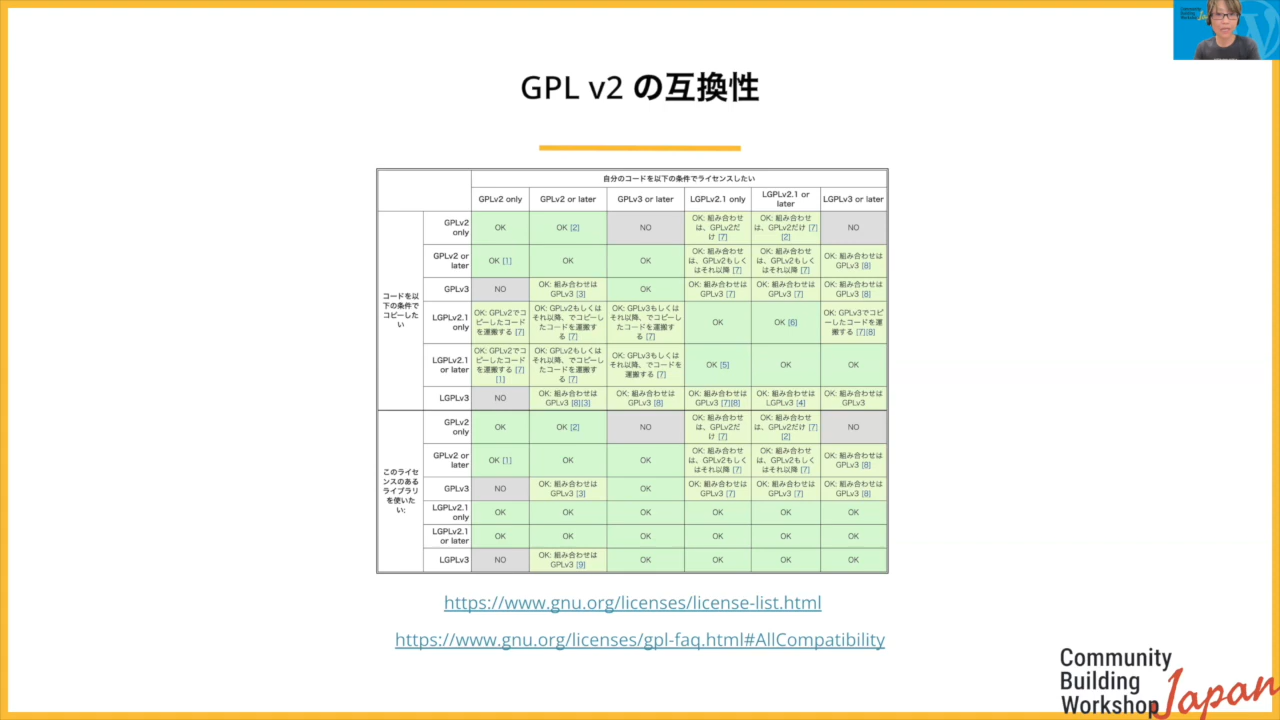 GPL v2 の互換性
自分のコードを以下の条件でライセンスしたい
GPLv2 only GPLv2 or later GPLv3 or later LGPLv2.1 only LGPLv2.1 or later LGPLv3 or later
コードを以下の条件でコピーしたい
GPLv2 only OK OK [2] NO OK: 組み合わせは、GPLv2だけ [7] OK: 組み合わせは、GPLv2だけ [7][2] NO
GPLv2 or later OK [1] OK OK OK: 組み合わせは、GPLv2もしくはそれ以降 [7] OK: 組み合わせは、GPLv2もしくはそれ以降 [7] OK: 組み合わせはGPLv3 [8]
GPLv3 NO OK: 組み合わせはGPLv3 [3] OK OK: 組み合わせはGPLv3 [7] OK: 組み合わせはGPLv3 [7] OK: 組み合わせはGPLv3 [8]
LGPLv2.1 only OK: GPLv2でコピーしたコードを運搬する [7] OK: GPLv2もしくはそれ以降、でコピーしたコードを運搬する [7] OK: GPLv3もしくはそれ以降、でコピーしたコードを運搬する [7] OK OK [6] OK: GPLv3でコピーしたコードを運搬する [7][8]
LGPLv2.1 or later OK: GPLv2でコピーしたコードを運搬する [7][1] OK: GPLv2もしくはそれ以降、でコピーしたコードを運搬する [7] OK: GPLv3もしくはそれ以降、でコードを運搬する [7] OK [5] OK OK
LGPLv3 NO OK: 組み合わせはGPLv3 [8][3] OK: 組み合わせはGPLv3 [8] OK: 組み合わせはGPLv3 [7][8] OK: 組み合わせはLGPLv3 [4] OK: 組み合わせはGPLv3
このライセンスのあるライブラリを使いたい:
GPLv2 only OK OK [2] NO OK: 組み合わせは、GPLv2だけ [7] OK: 組み合わせは、GPLv2だけ [7][2] NO
GPLv2 or later OK [1] OK OK OK: 組み合わせは、GPLv2もしくはそれ以降 [7] OK: 組み合わせは、GPLv2もしくはそれ以降 [7] OK: 組み合わせはGPLv3 [8]
GPLv3 NO OK: 組み合わせはGPLv3 [3] OK OK: 組み合わせはGPLv3 [7] OK: 組み合わせはGPLv3 [7] OK: 組み合わせはGPLv3 [8]
LGPLv2.1 only OK OK OK OK OK OK
LGPLv2.1 or later OK OK OK OK OK OK
LGPLv3 NO OK: 組み合わせはGPLv3 [9] OK OK OK OK
https://www.gnu.org/licenses/license-list.html
https://www.gnu.org/licenses/gpl-faq.html#AllCompatibility
Community
Building
Workshop Japan